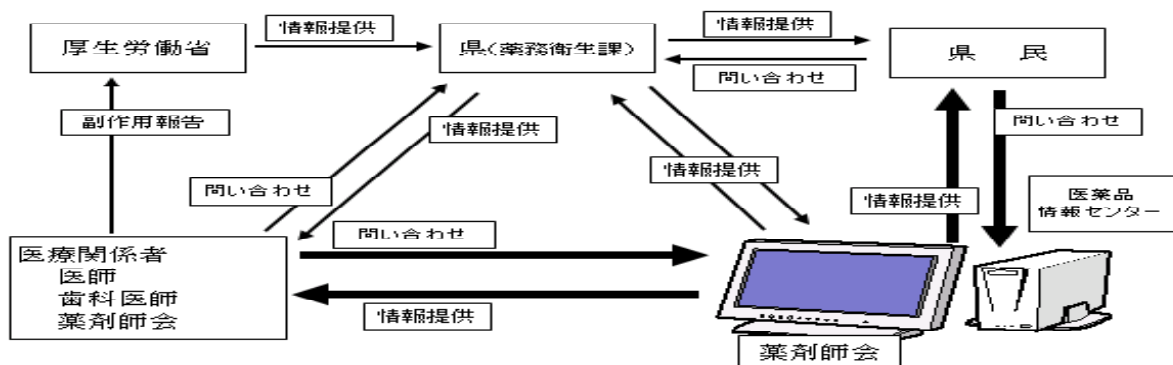 情報提供
厚生労働省
県(薬務衛生課)
情報提供
県 民
問い合わせ
副作用報告
情報提供
問い合わせ
情報提供
問い合わせ
情報提供
医薬品
情報センター
問い合わせ
医療関係者
医師
歯科医師
薬剤師会
情報提供
薬剤師会